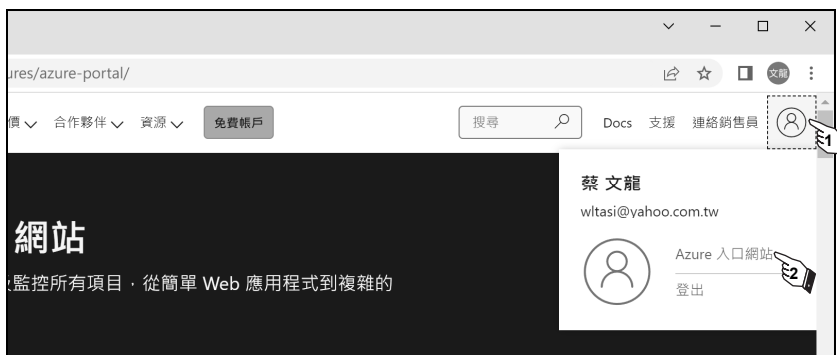 ures/azure-portal/
文龍
價 合作夥伴 資源 免費帳戶 搜尋 Docs 支援 連絡銷售員
1
蔡 文龍
wltasi@yahoo.com.tw
網站
Azure 入口網站
2
監控所有項目，從簡單 Web 應用程式到複雜的
登出